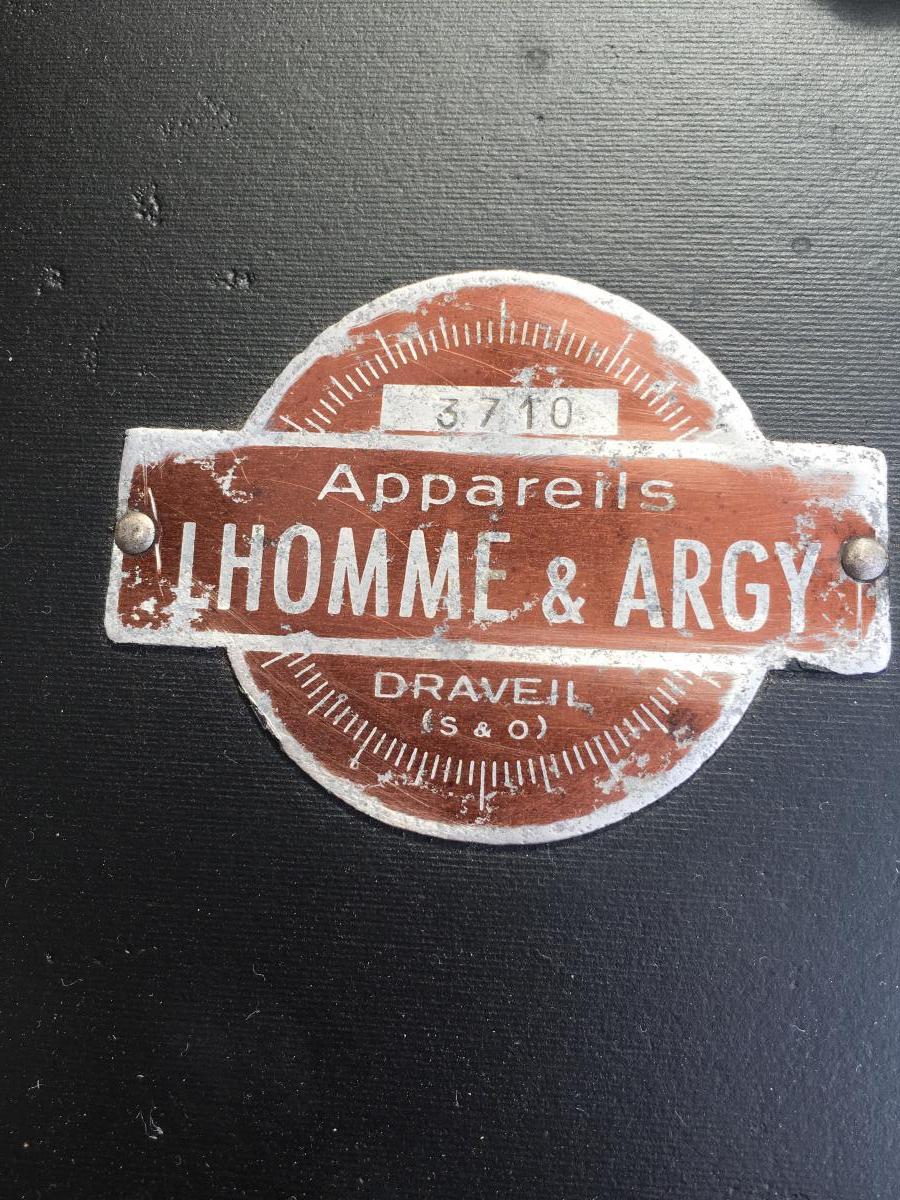 3710
Appareils
LHOMME & ARGY
DRAVEIL
(S & O)